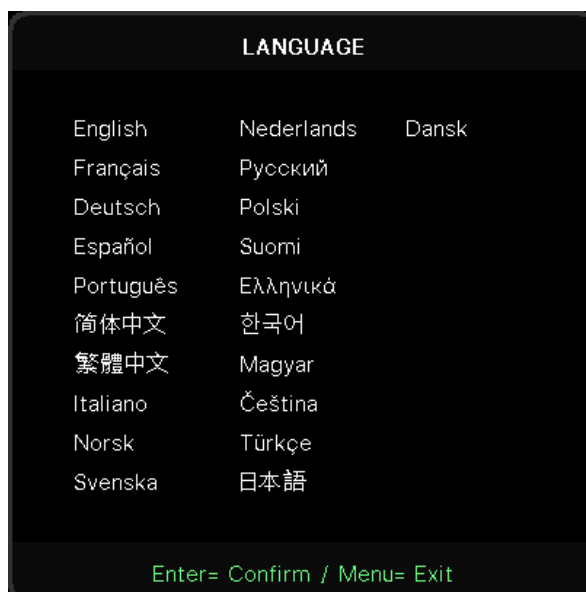 LANGUAGE
English Nederlands Dansk
Français Русский
Deutsch Polski
Español Suomi
Português Ελληνικά
简体中文 한국어
繁體中文 Magyar
Italiano Čeština
Norsk Türkçe
Svenska 日本語
Enter= Confirm / Menu= Exit